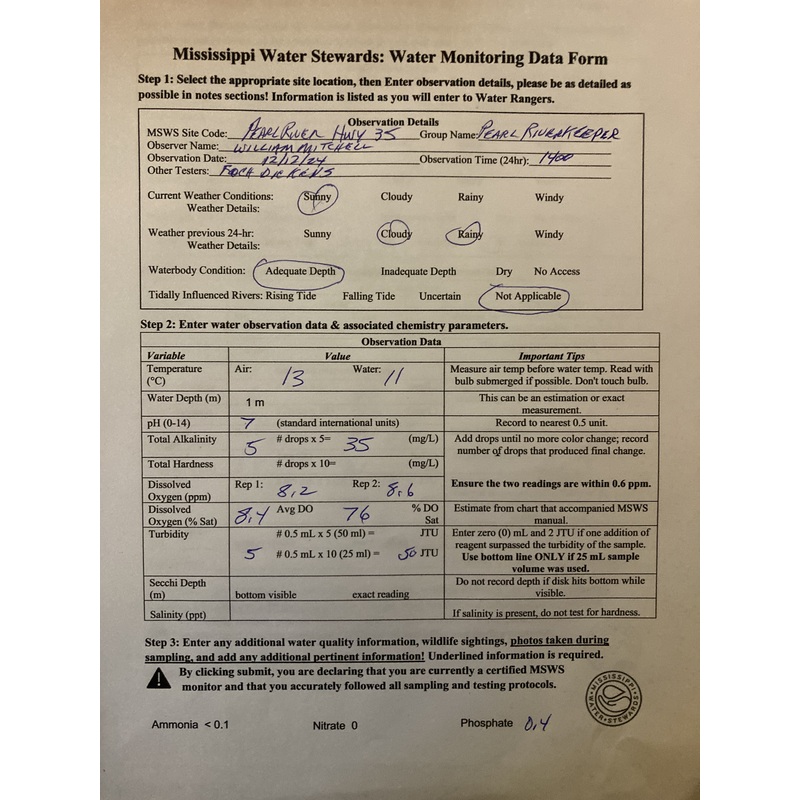 Mississippi Water Stewards: Water Monitoring Data Form
Step 1: Select the appropriate site location, then Enter observation details, please be as detailed as
possible in notes sections! Information is listed as you will enter to Water Rangers.
Observation Details
MSWS Site Code: PEARL RIVER HWY 35 Group Name: PEARL RIVERKEEPER
Observer Name: WILLIAM MITCHELL
Observation Date: 12/12/24 Observation Time (24hr): 1400
Other Testers: DICKENS
Current Weather Conditions: Sunny Cloudy Rainy Windy
Weather Details:
Weather previous 24-hr: Sunny Cloudy Rainy Windy
Weather Details:
Waterbody Condition: Adequate Depth Inadequate Depth Dry No Access
Tidally Influenced Rivers: Rising Tide Falling Tide Uncertain Not Applicable
Step 2: Enter water observation data & associated chemistry parameters.
Observation Data
Variable Value Important Tips
Temperature (°C) Air: 13 Water: 11 Measure air temp before water temp. Read with
bulb submerged if possible. Don't touch bulb.
Water Depth (m) 1 m This can be an estimation or exact
measurement.
pH (0-14) 7 (standard international units) Record to nearest 0.5 unit.
Total Alkalinity 5 # drops x 5= 35 (mg/L) Add drops until no more color change; record
number of drops that produced final change.
Total Hardness # drops x 10= (mg/L)
Dissolved
Oxygen (ppm) Rep 1: 8,2 Rep 2: 8,6 Ensure the two readings are within 0.6 ppm.
Dissolved
Oxygen (% Sat) 8,4 Avg DO 76 % DO
Sat Estimate from chart that accompanied MSWS
manual.
Turbidity # 0.5 mL x 5 (50 ml) = JTU Enter zero (0) mL and 2 JTU if one addition of
reagent surpassed the turbidity of the sample.
5 # 0.5 mL x 10 (25 ml) = 50 JTU Use bottom line ONLY if 25 mL sample
volume was used.
Secchi Depth
(m) bottom visible exact reading Do not record depth if disk hits bottom while
visible.
Salinity (ppt) If salinity is present, do not test for hardness.
Step 3: Enter any additional water quality information, wildlife sightings, photos taken during
sampling, and add any additional pertinent information! Underlined information is required.
By clicking submit, you are declaring that you are currently a certified MSWS
monitor and that you accurately followed all sampling and testing protocols.
MISSISSIPPI WATER STEWARDS
Ammonia < 0.1 Nitrate 0 Phosphate 0,4